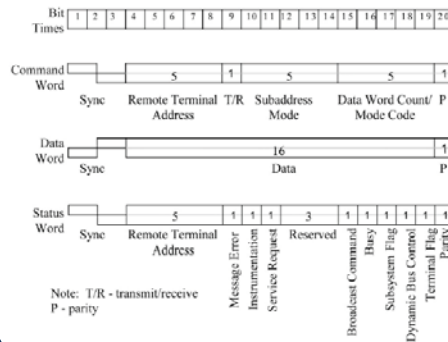 Bit Times 1 2 3 4 5 6 7 8 9 10 11 12 13 14 15 16 17 18 19 20
Command Word 5 1 5 5 1
Sync Remote Terminal Address T/R Subaddress Mode Data Word Count/ Mode Code P
Data Word 16 1
Sync Data P
Status Word 5 1 1 1 3 1 1 1 1 1 1
Sync Remote Terminal Address Message Error Instrumentation Service Request Reserved Broadcast Command Busy Subsystem Flag Dynamic Bus Control Terminal Flag Parity
Note: T/R - transmit/receive
P - parity